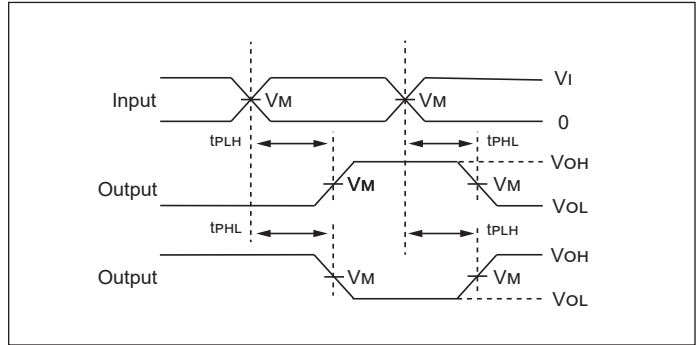 VI
Input VM VM
0
tPLH tPHL
VOH
Output VM VM
VOL
tPHL tPLH
VOH
Output VM VM
VOL